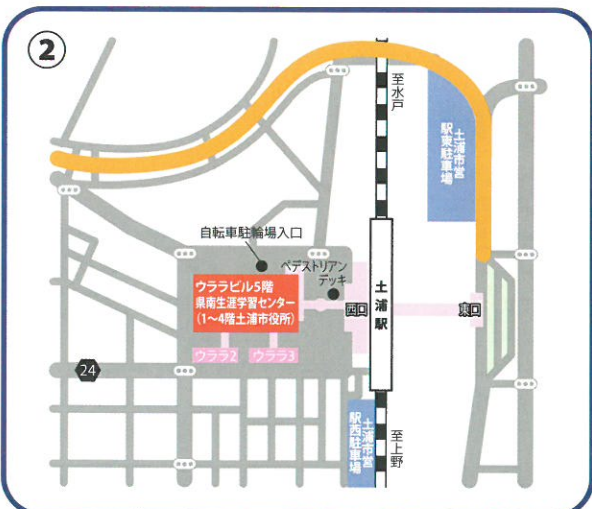 ②
至水戸
土浦市営
駅東駐車場
自転車駐輪場入口
ペデストリアン
デッキ
ウララビル5階
県南生涯学習センター
(1〜4階土浦市役所)
土浦駅
西口
東口
ウララ2
ウララ3
24
土浦市営
駅西駐車場
至上野